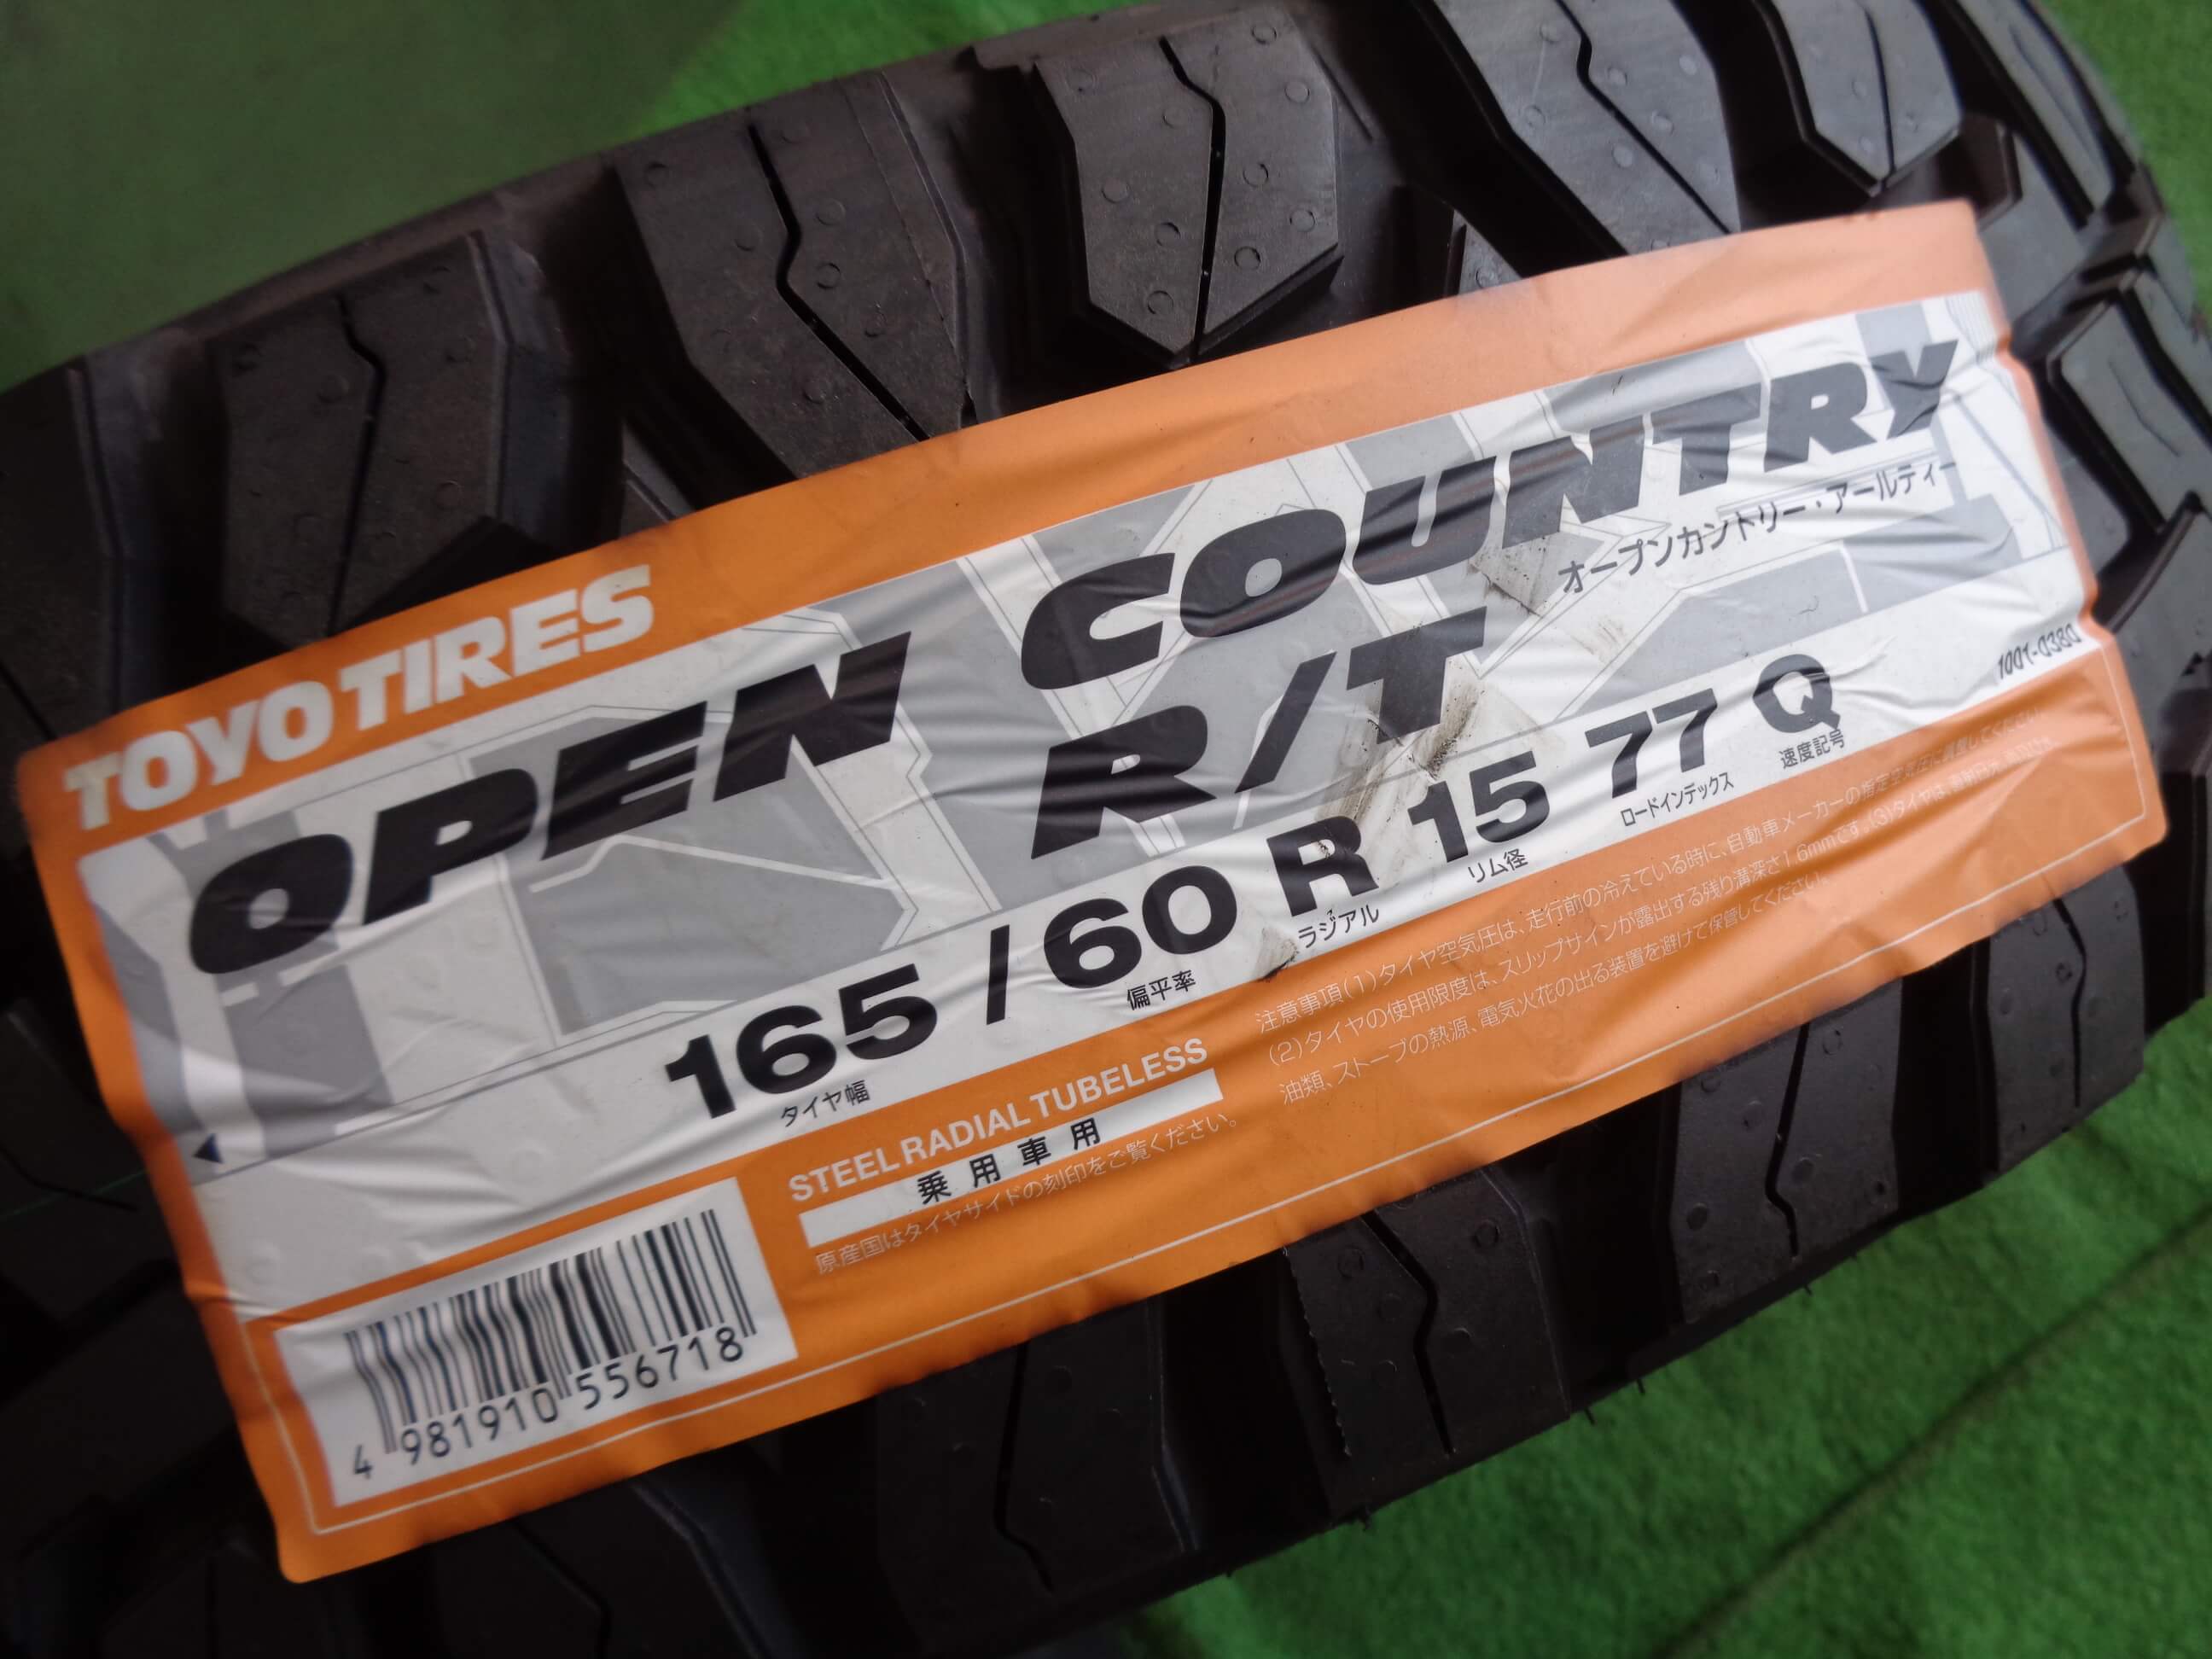 TOYO TIRES
OPEN COUNTRY
R/T
オープンカントリー・アールティー
165 / 60 R 15 77 Q
タイヤ幅 偏平率 ラジアル リム径 ロードインデックス 速度記号
1001-0380
STEEL RADIAL TUBELESS
乗用車用
原産国はタイヤサイドの刻印をご覧ください。
注意事項(1)タイヤ空気圧は、走行前の冷えている時に、自動車メーカーの指定空気圧に調整してください。
(2)タイヤの使用限度は、スリップサインが露出する残り溝深さ1.6mmです。(3)タイヤは、直射日光、
油類、ストーブの熱源、電気火花の出る装置を避けて保管してください。
4 981910 556718